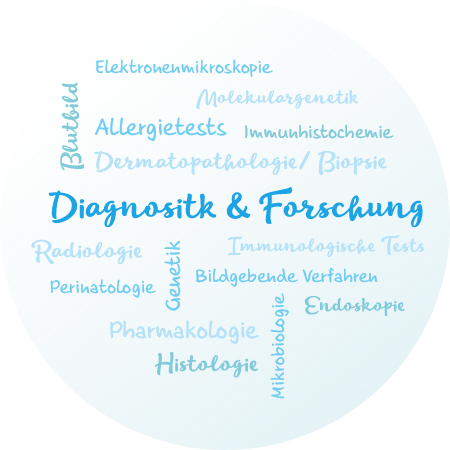 Elektronenmikroskopie
Molekulargenetik
Blutbild
Allergietests
Immunhistochemie
Dermatopathologie/ Biopsie
Diagnositk & Forschung
Radiologie
Genetik
Immunologische Tests
Perinatologie
Bildgebende Verfahren
Mikrobiologie
Endoskopie
Pharmakologie
Histologie